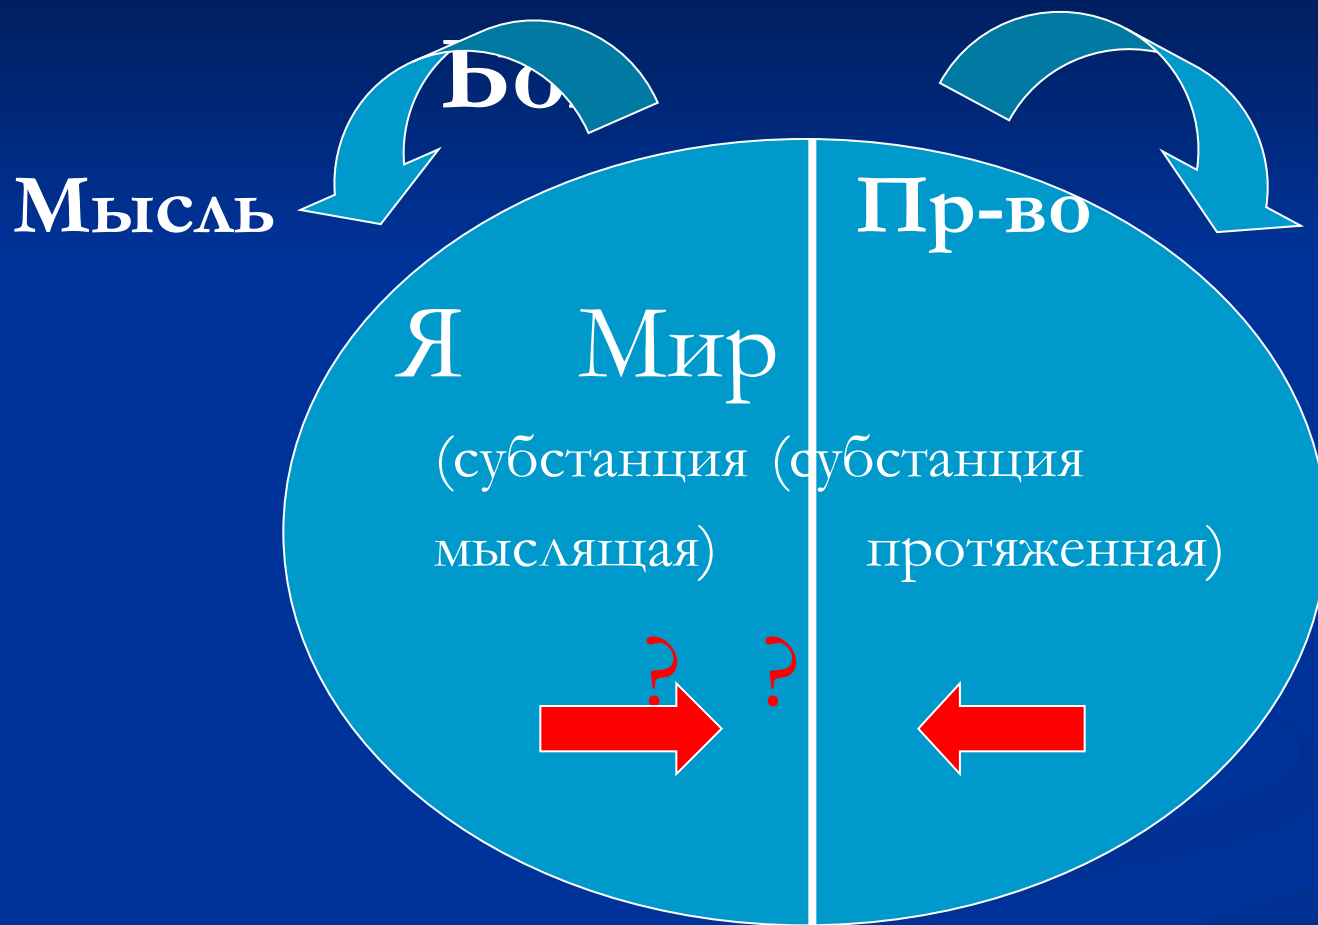 Мысль Пр-во
Я Мир
(субстанция (субстанция
мыслящая) протяженная)
? ?